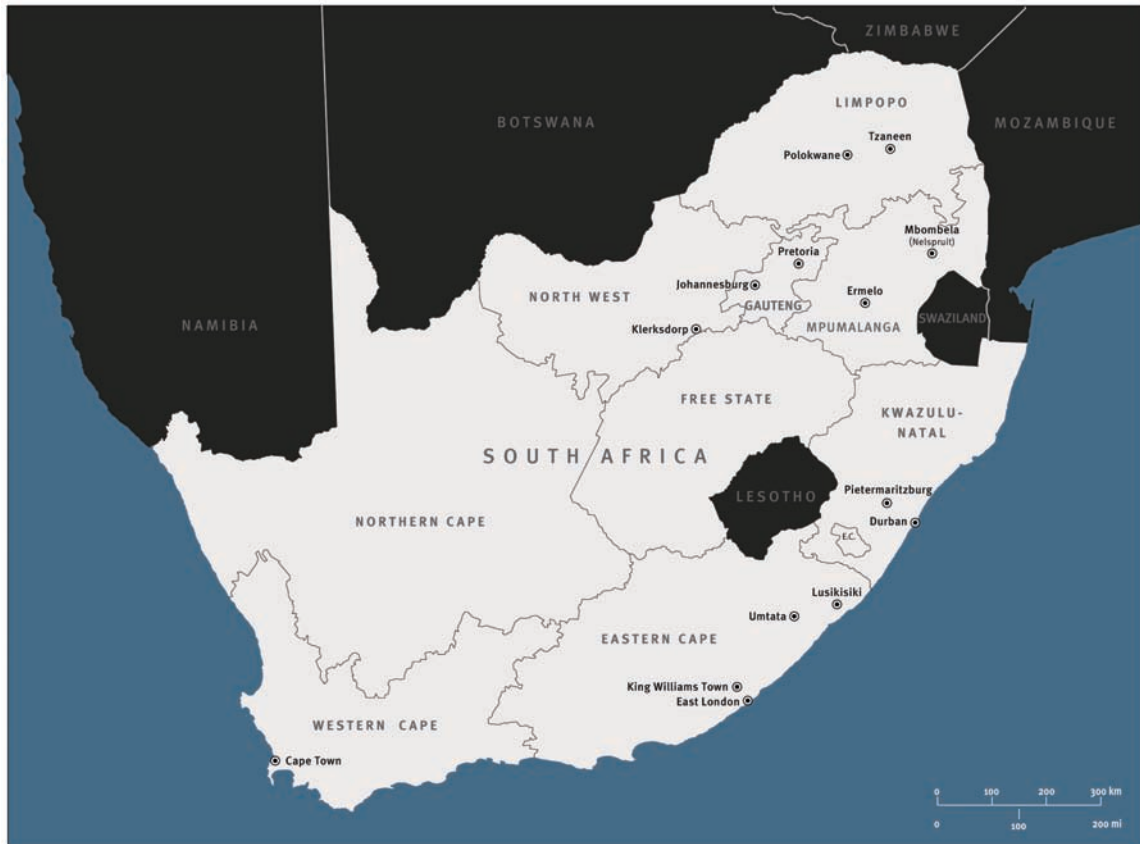 ZIMBABWE
LIMPOPO
BOTSWANA
MOZAMBIQUE
Tzaneen
Polokwane
Mbombela
(Nelspruit)
Pretoria
Johannesburg
Ermelo
NORTH WEST
GAUTENG
NAMIBIA
SWAZILAND
Klerksdorp
MPUMALANGA
FREE STATE
KWAZULU-
NATAL
SOUTH AFRICA
LESOTHO
Pietermaritzburg
NORTHERN CAPE
Durban
E.C.
Lusikisiki
Umtata
EASTERN CAPE
King Williams Town
East London
WESTERN CAPE
Cape Town
0 100 200 300 km
0 100 200 mi